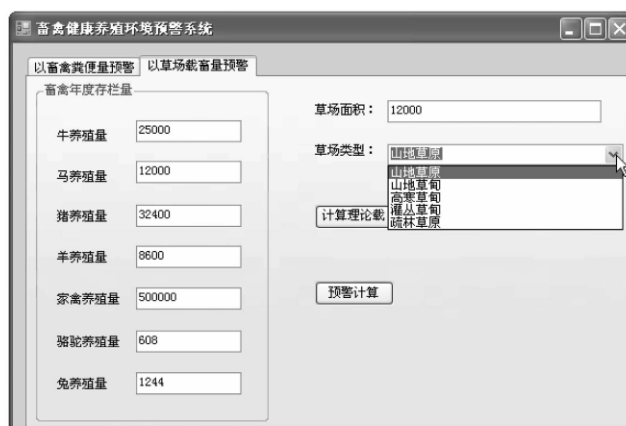 畜禽健康养殖环境预警系统
以畜禽粪便量预警 以草场载畜量预警
畜禽年度存栏量
牛养殖量 25000
马养殖量 12000
猪养殖量 32400
羊养殖量 8600
家禽养殖量 500000
骆驼养殖量 608
兔养殖量 1244
草场面积： 12000
草场类型： 山地草原
山地草原
山地草甸
高寒草甸
灌丛草甸
疏林草原
计算理论载
预警计算